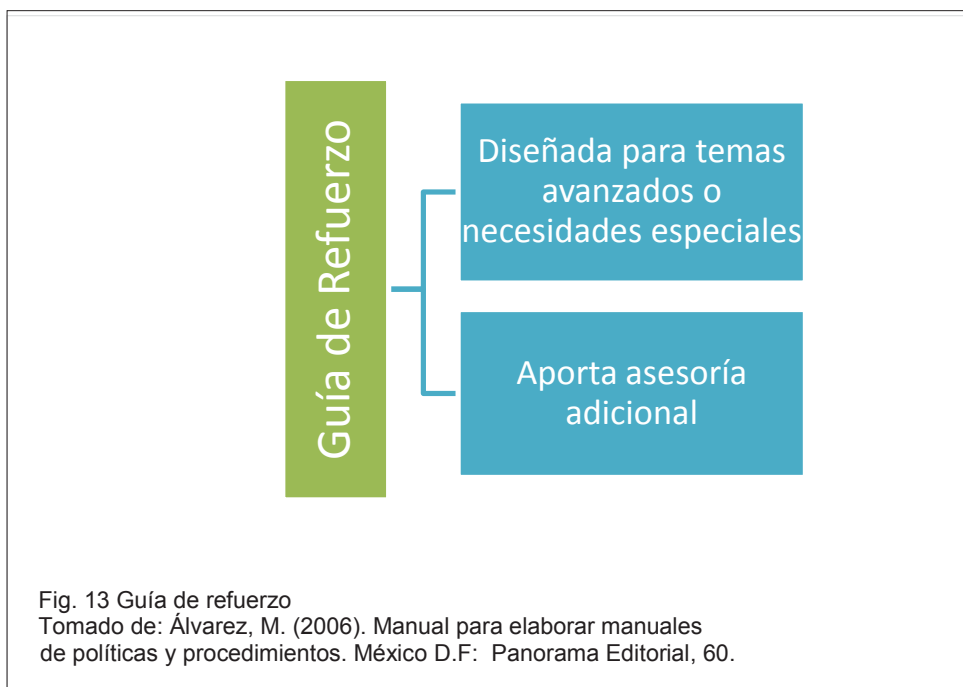 Guía de Refuerzo
Diseñada para temas
avanzados o
necesidades especiales
Aporta asesoría
adicional
Fig. 13 Guía de refuerzo
Tomado de: Álvarez, M. (2006). Manual para elaborar manuales
de políticas y procedimientos. México D.F: Panorama Editorial, 60.